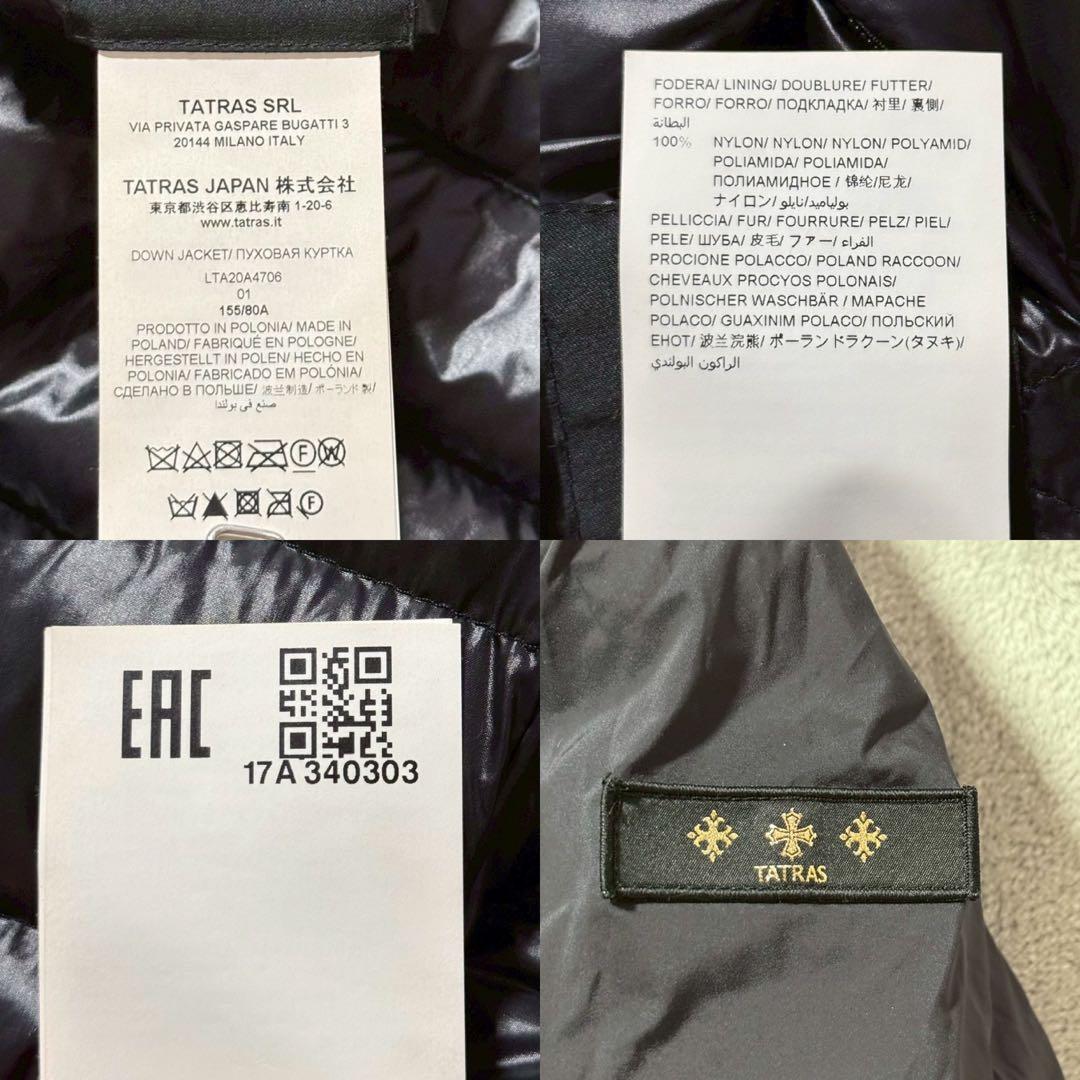 TATRAS SRL
VIA PRIVATA GASPARE BUGATTI 3
20144 MILANO ITALY
TATRAS JAPAN 株式会社
東京都渋谷区恵比寿南 1-20-6
www.tatras.it
DOWN JACKET/ ПУХОВАЯ КУРТКА
LTA20A4706
01
155/80A
PRODOTTO IN POLONIA/ MADE IN
POLAND/ FABRIQUÉ EN POLOGNE/
HERGESTELLT IN POLEN/ HECHO EN
POLONIA/ FABRICADO EM POLÓNIA/
СДЕЛАНО В ПОЛЬШЕ/ 波兰制造/ ポーランド製/
صنع في بولندا
F W
F
FODERA/ LINING/ DOUBLURE/ FUTTER/
FORRO/ FORRO/ ПОДКЛАДКА/ 衬里/ 裏側/
البطانة
100% NYLON/ NYLON/ NYLON/ POLYAMID/
POLIAMIDA/ POLIAMIDA/
ПОЛИАМИДНОЕ / 锦纶/尼龙/
ナイロン/ بولياميد/نايلو
PELLICCIA/ FUR/ FOURRURE/ PELZ/ PIEL/
PELE/ ШУБА/ 皮毛/ ファー/ الفراء
PROCIONE POLACCO/ POLAND RACCOON/
CHEVEAUX PROCYOS POLONAIS/
POLNISCHER WASCHBÄR / MAPACHE
POLACO/ GUAXINIM POLACO/ ПОЛЬСКИЙ
ЕНОТ/ 波兰浣熊/ ポーランドラクーン(タヌキ)/
الراكون البولندي
EAC
17A 340303
TATRAS